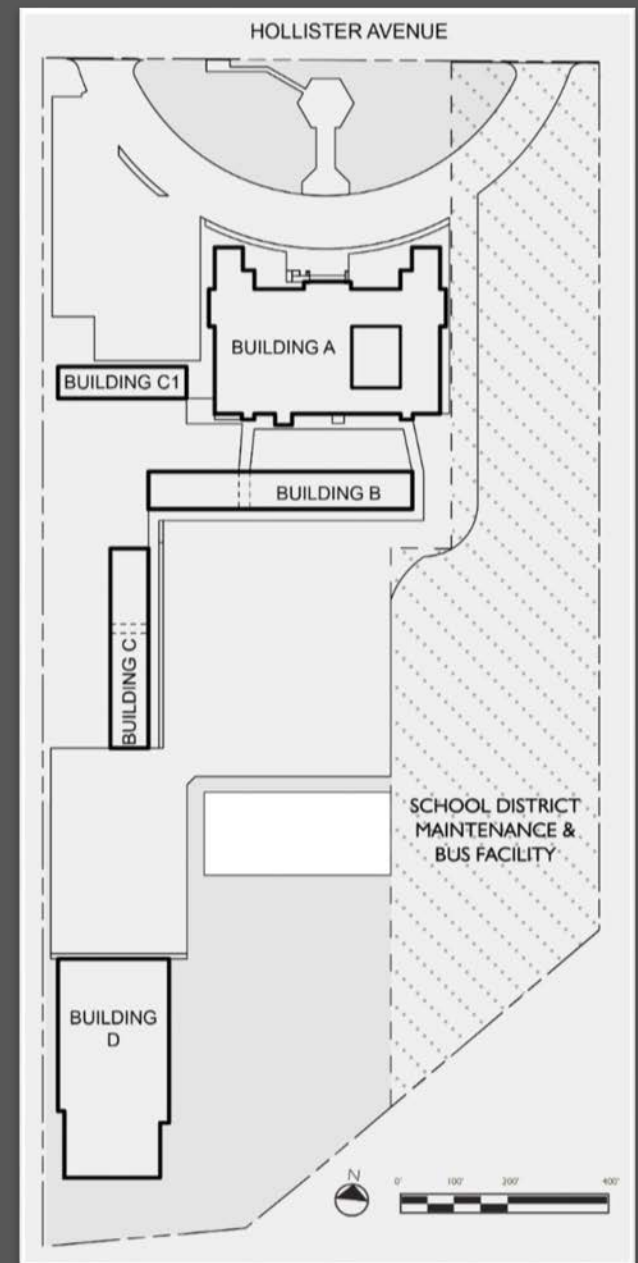 HOLLISTER AVENUE
BUILDING A
BUILDING C1
BUILDING B
BUILDING C
SCHOOL DISTRICT
MAINTENANCE &
BUS FACILITY
BUILDING
D
N
0' 100' 200' 400'